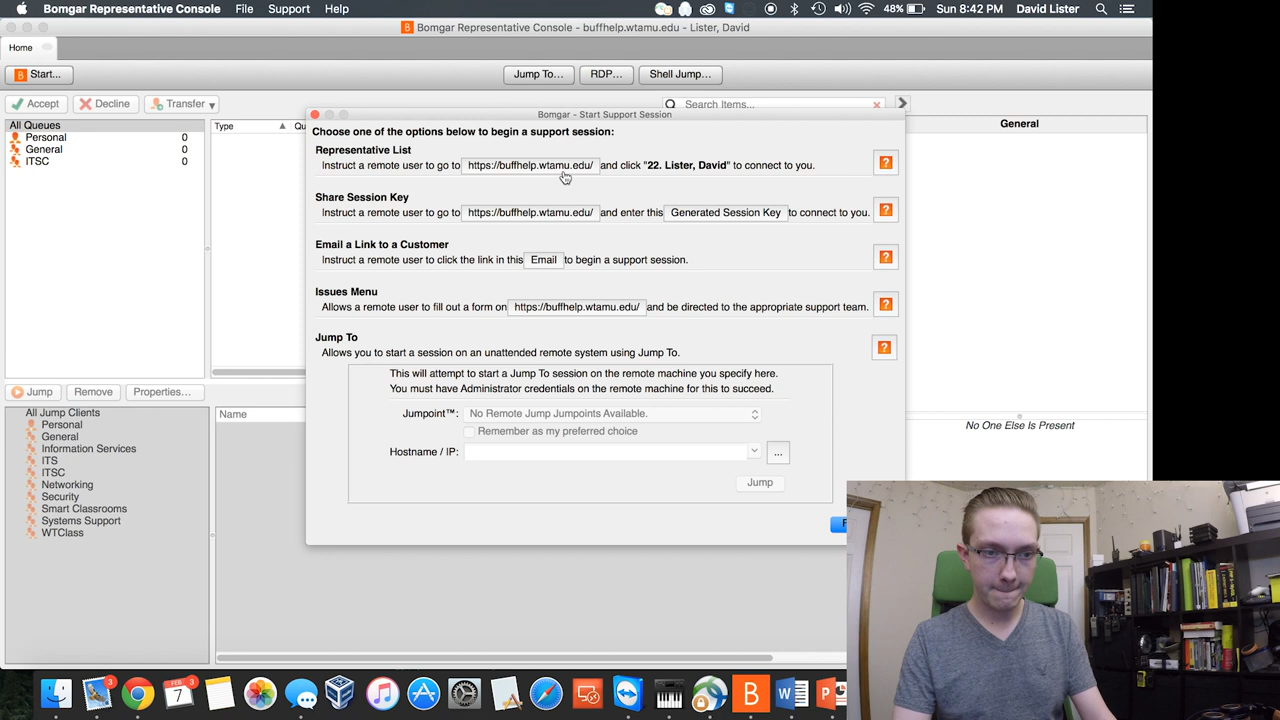 Bomgar Representative Console File Support Help 48% Sun 8:42 PM David Lister
Bomgar Representative Console - buffhelp.wtamu.edu - Lister, David
Home
B Start... Jump To... RDP... Shell Jump...
Accept Decline Transfer Search Items...
Bomgar - Start Support Session
All Queues
Personal 0
General 0
ITSC 0
Type Qu
General
Choose one of the options below to begin a support session:
Representative List
Instruct a remote user to go to https://buffhelp.wtamu.edu/ and click "22. Lister, David" to connect to you. ?
Share Session Key
Instruct a remote user to go to https://buffhelp.wtamu.edu/ and enter this Generated Session Key to connect to you. ?
Email a Link to a Customer
Instruct a remote user to click the link in this Email to begin a support session. ?
Issues Menu
Allows a remote user to fill out a form on https://buffhelp.wtamu.edu/ and be directed to the appropriate support team. ?
Jump To
Allows you to start a session on an unattended remote system using Jump To. ?
This will attempt to start a Jump To session on the remote machine you specify here.
You must have Administrator credentials on the remote machine for this to succeed.
Jumpoint™: No Remote Jump Jumpoints Available.
Remember as my preferred choice
Hostname / IP: ...
Jump
Jump Remove Properties...
All Jump Clients
Personal
General
Information Services
ITS
ITSC
Networking
Security
Smart Classrooms
Systems Support
WTClass
Name
No One Else Is Present
3 FEB 7 3 B W P